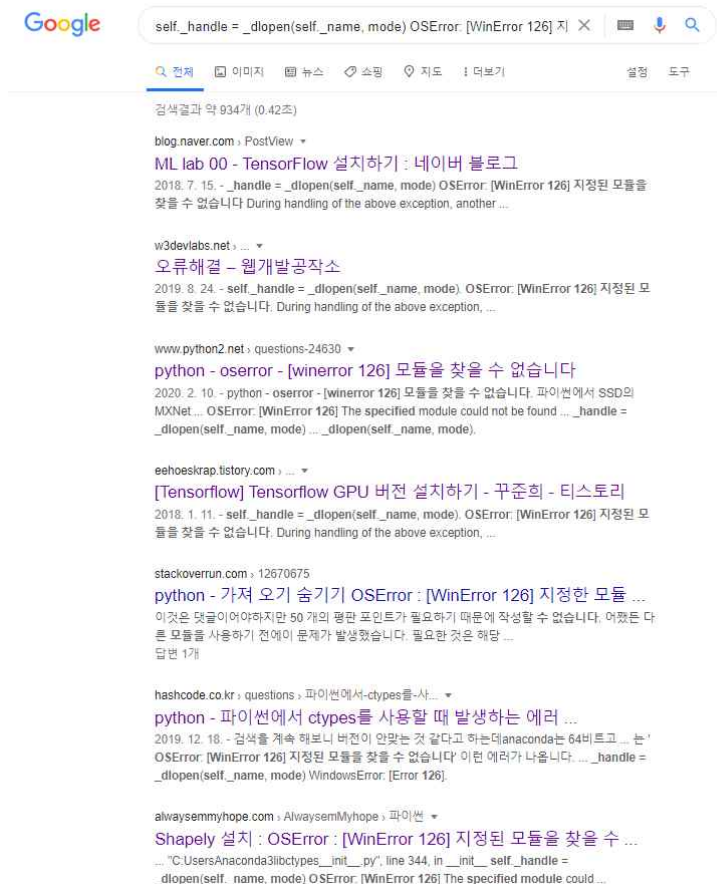 Google
self._handle = _dlopen(self._name, mode) OSError: [WinError 126] 지
전체 이미지 뉴스 쇼핑 지도 더보기 설정 도구
검색결과 약 934개 (0.42초)
blog.naver.com › PostView
ML lab 00 - TensorFlow 설치하기 : 네이버 블로그
2018. 7. 15. - _handle = _dlopen(self._name, mode) OSError: [WinError 126] 지정된 모듈을
찾을 수 없습니다 During handling of the above exception, another ...
w3devlabs.net › ...
오류해결 – 웹개발공작소
2019. 8. 24. - self._handle = _dlopen(self._name, mode). OSError: [WinError 126] 지정된 모
듈을 찾을 수 없습니다. During handling of the above exception, ...
www.python2.net › questions-24630
python - oserror - [winerror 126] 모듈을 찾을 수 없습니다
2020. 2. 10. - python - oserror - [winerror 126] 모듈을 찾을 수 없습니다. 파이썬에서 SSD의
MXNet ... OSError: [WinError 126] The specified module could not be found ... _handle =
_dlopen(self._name, mode) ... _dlopen(self._name, mode).
eehoeskrap.tistory.com › ...
[Tensorflow] Tensorflow GPU 버전 설치하기 - 꾸준희 - 티스토리
2018. 1. 11. - self._handle = _dlopen(self._name, mode). OSError: [WinError 126] 지정된 모
듈을 찾을 수 없습니다. During handling of the above exception, ...
stackoverrun.com › 12670675
python - 가져 오기 숨기기 OSError : [WinError 126] 지정한 모듈 ...
이것은 댓글이어야하지만 50 개의 평판 포인트가 필요하기 때문에 작성할 수 없습니다. 어쨌든 다
른 모듈을 사용하기 전에이 문제가 발생했습니다. 필요한 것은 해당 ...
답변 1개
hashcode.co.kr › questions › 파이썬에서-ctypes를-사...
python - 파이썬에서 ctypes를 사용할 때 발생하는 에러 ...
2019. 12. 18. - 검색을 계속 해보니 버전이 안맞는 것 같다고 하는데anaconda는 64비트고 ... 는 '
OSError: [WinError 126] 지정된 모듈을 찾을 수 없습니다' 이런 에러가 나옵니다. ... _handle =
_dlopen(self._name, mode) WindowsError: [Error 126].
alwaysemmyhope.com › AlwaysemMyhope › 파이썬
Shapely 설치 : OSError : [WinError 126] 지정된 모듈을 찾을 수 ...
... "C:UsersAnaconda3libctypes__init__.py", line 344, in __init__ self._handle =
_dlopen(self._name, mode) OSError: [WinError 126] The specified module could ...